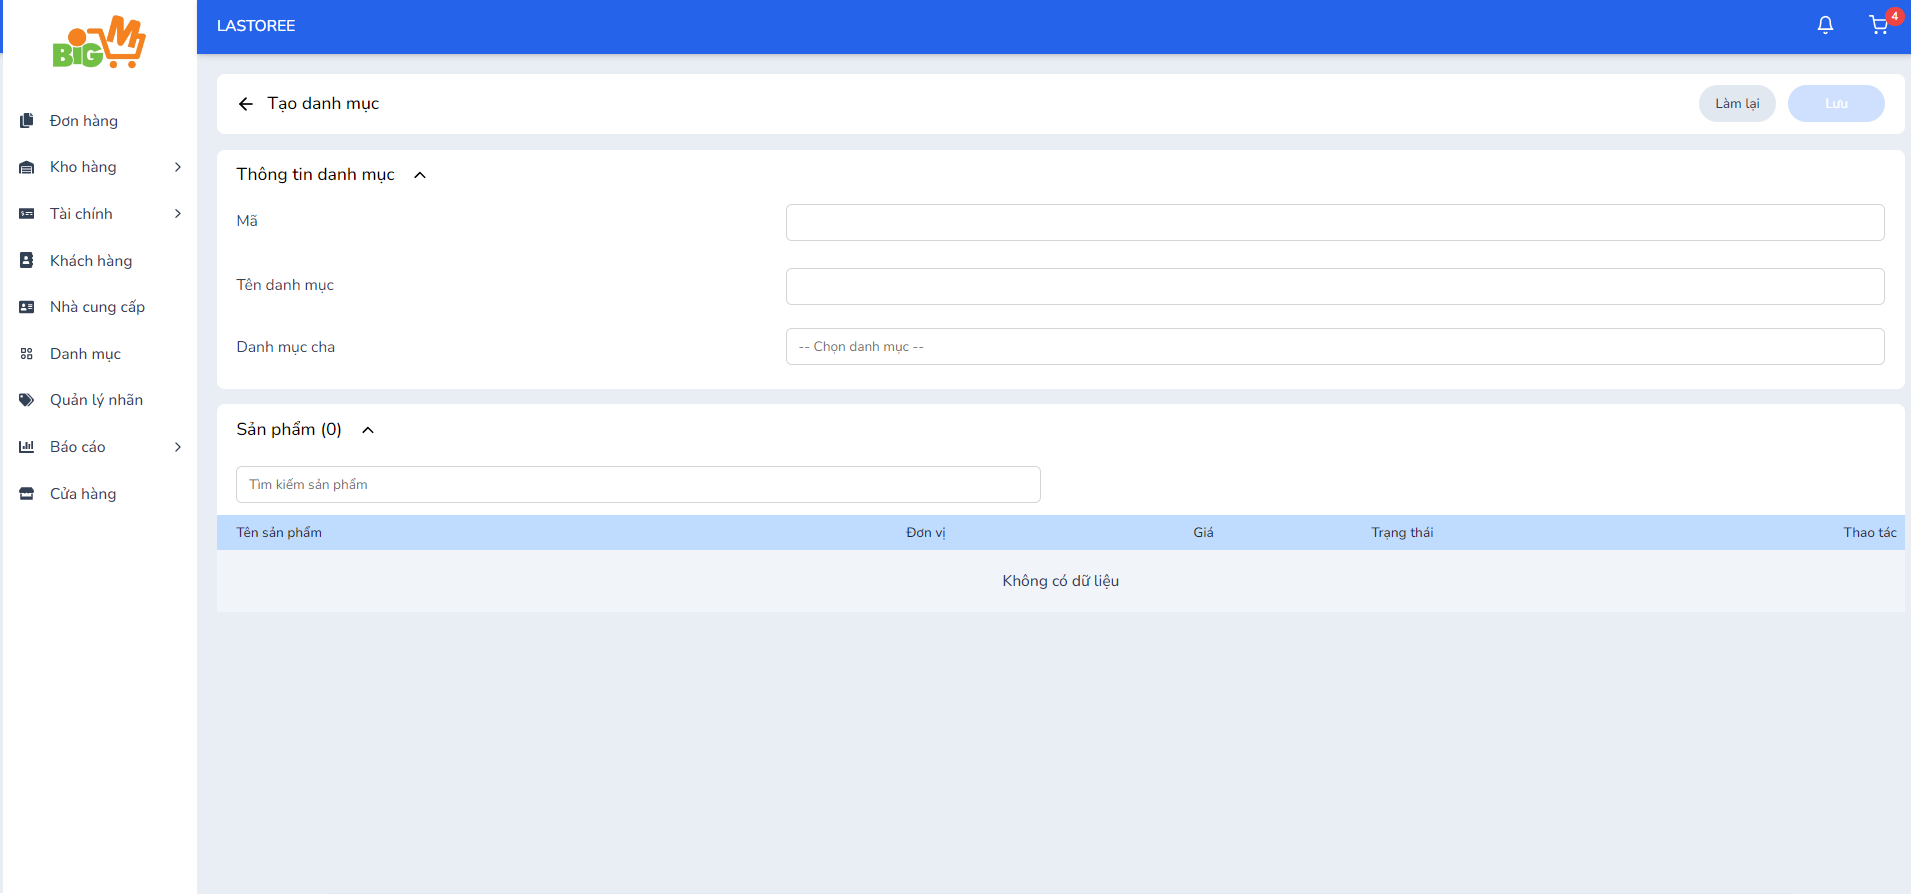 BIG M
LASTOREE
4
Đơn hàng
Kho hàng
Tài chính
Khách hàng
Nhà cung cấp
Danh mục
Quản lý nhãn
Báo cáo
Cửa hàng
Tạo danh mục
Làm lại
Lưu
Thông tin danh mục
Mã
Tên danh mục
Danh mục cha
-- Chọn danh mục --
Sản phẩm (0)
Tìm kiếm sản phẩm
Tên sản phẩm Đơn vị Giá Trạng thái Thao tác
Không có dữ liệu